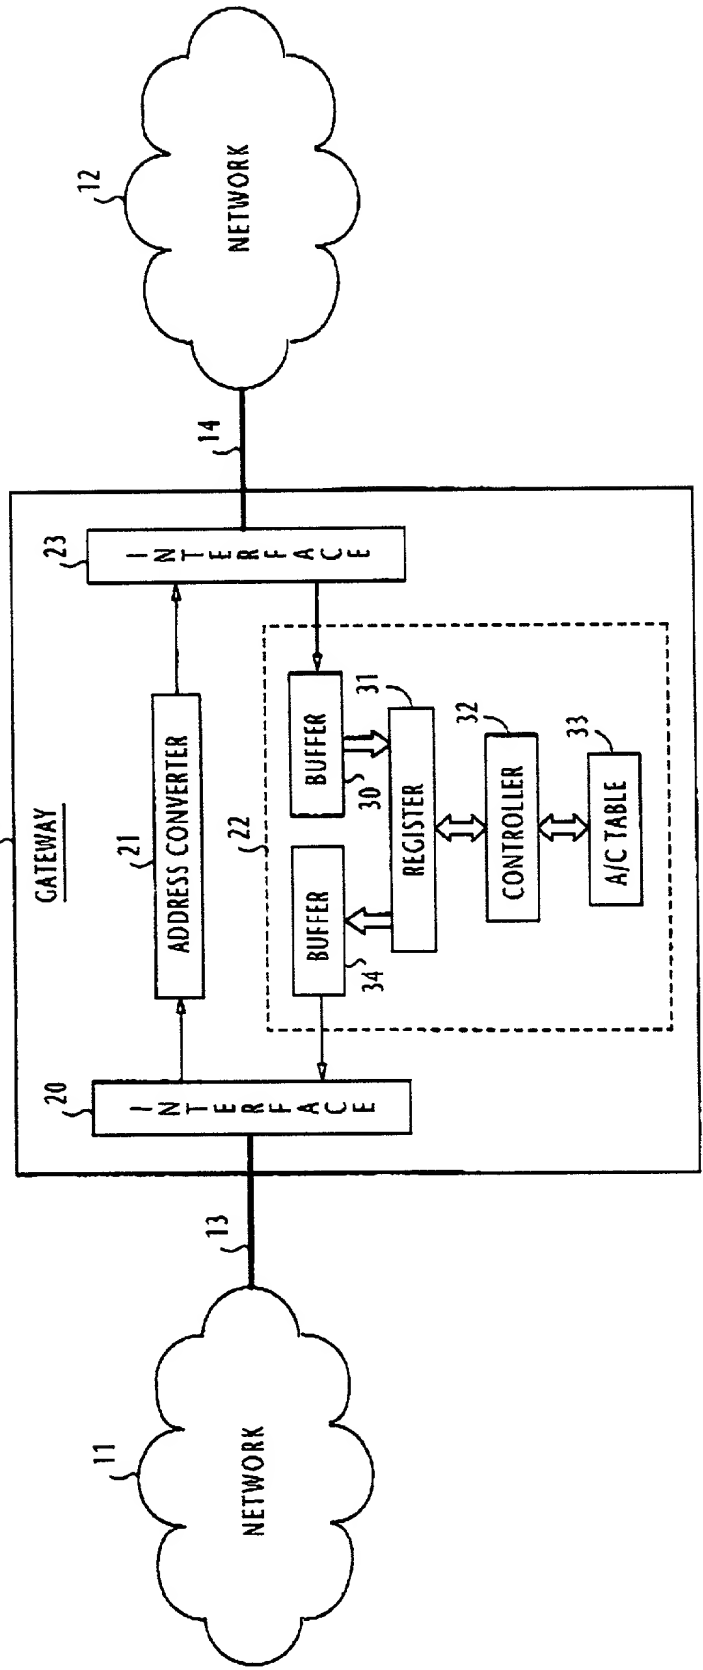 GATEWAY
11
NETWORK
13
20
INTERFACE
21
ADDRESS CONVERTER
23
INTERFACE
14
12
NETWORK
22
BUFFER
34
BUFFER
30
REGISTER
31
CONTROLLER
32
A/C TABLE
33